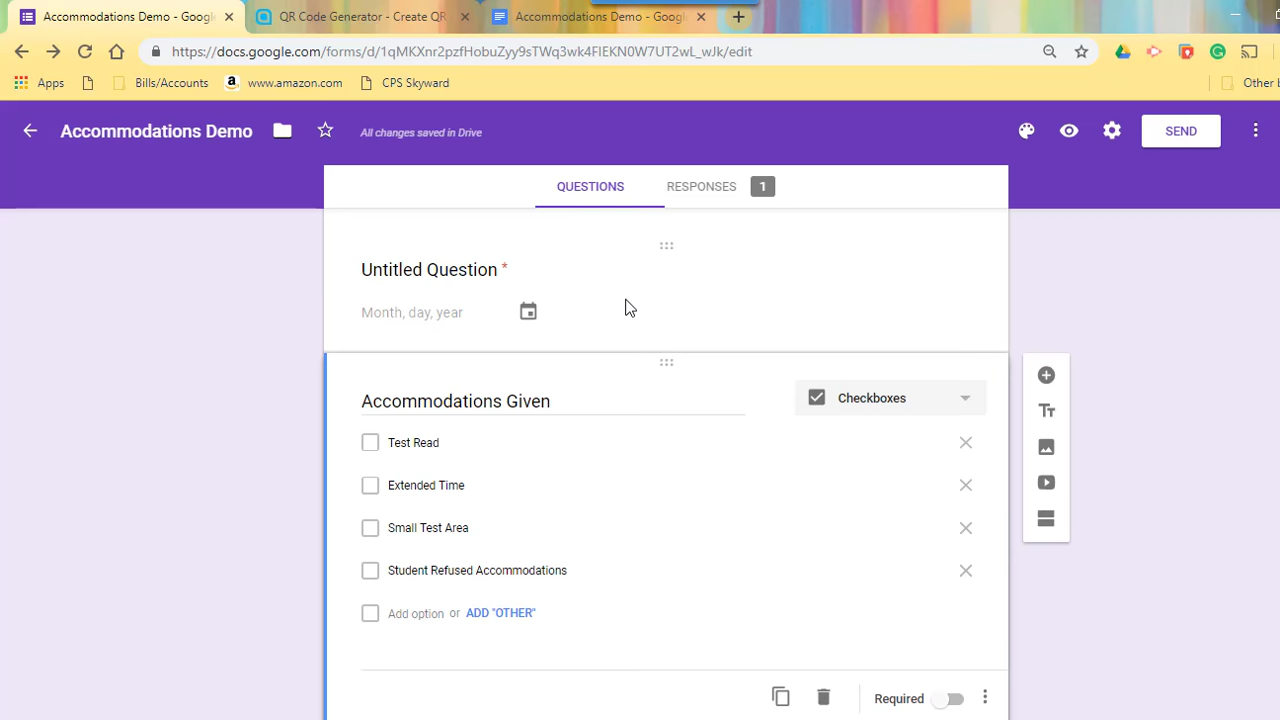 Accommodations Demo - Google
QR Code Generator - Create QR
Accommodations Demo - Google
https://docs.google.com/forms/d/1qMKXnr2pzfHobuZyy9sTWq3wk4FIEKN0W7UT2wL_wJk/edit
Apps
Bills/Accounts
a
www.amazon.com
CPS Skyward
Other b
Accommodations Demo
All changes saved in Drive
SEND
QUESTIONS
RESPONSES
1
Untitled Question *
Month, day, year
Accommodations Given
Checkboxes
Test Read
Extended Time
Small Test Area
Student Refused Accommodations
Add option or ADD "OTHER"
Required